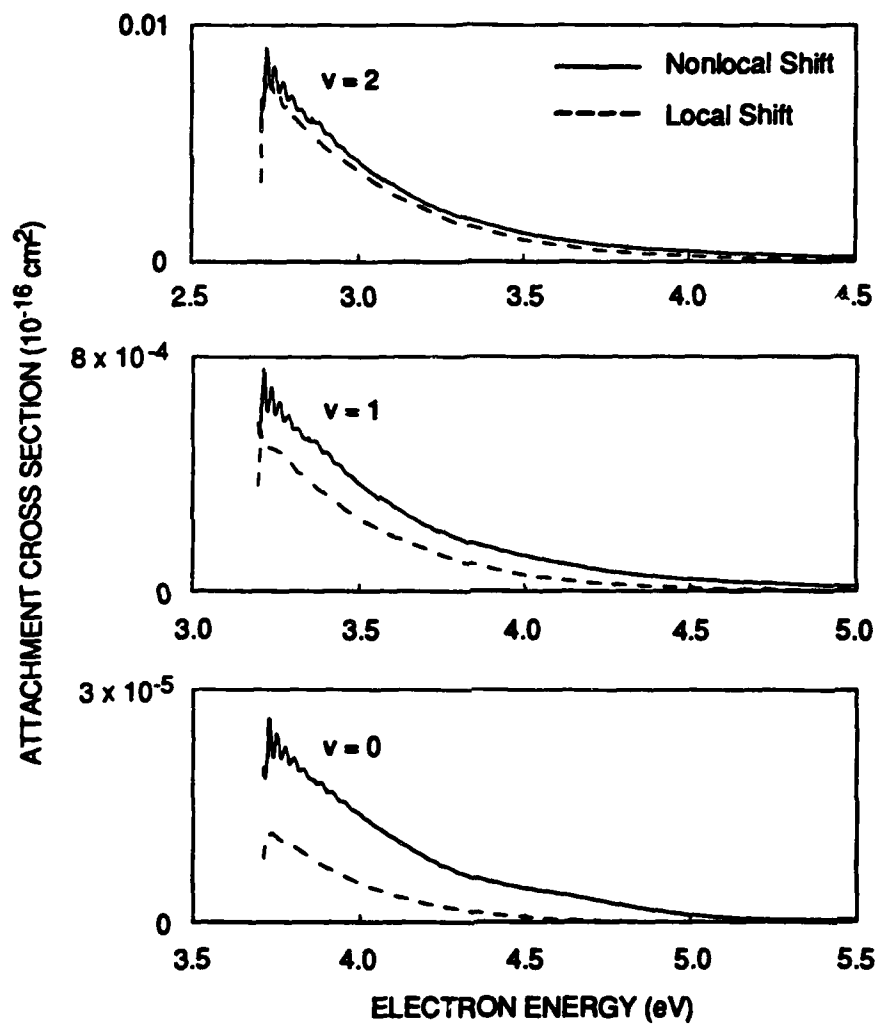 ATTACHMENT CROSS SECTION (10⁻¹⁶ cm²)
0.01
v = 2
Nonlocal Shift
Local Shift
0
2.5 3.0 3.5 4.0 4.5
8 x 10⁻⁴
v = 1
0
3.0 3.5 4.0 4.5 5.0
3 x 10⁻⁵
v = 0
0
3.5 4.0 4.5 5.0 5.5
ELECTRON ENERGY (eV)